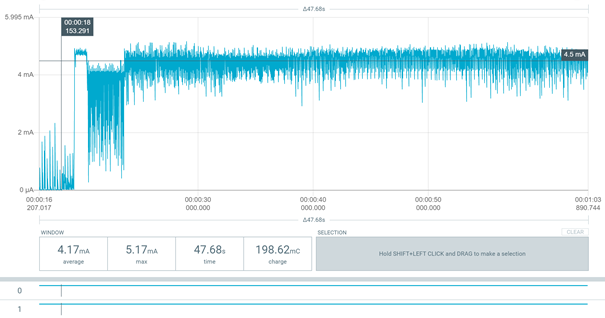 Δ47.68s
5.995 mA
00:00:18
153.291
4.5 mA
4 mA
2 mA
0 µA
00:00:16
207.017
00:00:30
000.000
00:00:40
000.000
00:00:50
000.000
00:01:03
890.744
Δ47.68s
WINDOW
4.17mA
average
5.17mA
max
47.68s
time
198.62mC
charge
SELECTION
CLEAR
Hold SHIFT+LEFT CLICK and DRAG to make a selection
0
1